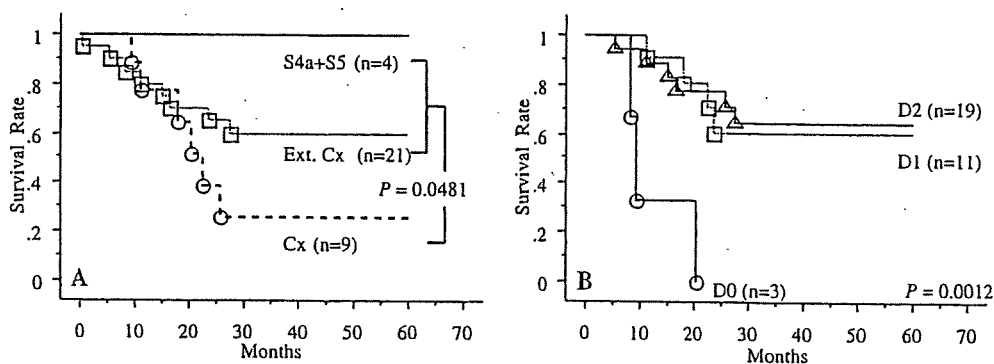 1
.8
.6
.4
.2
0
Survival Rate
S4a+S5 (n=4)
Ext. Cx (n=21)
P = 0.0481
Cx (n=9)
A
0 10 20 30 40 50 60 70
Months
1
.8
.6
.4
.2
0
Survival Rate
D2 (n=19)
D1 (n=11)
D0 (n=3)
P = 0.0012
B
0 10 20 30 40 50 60 70
Months